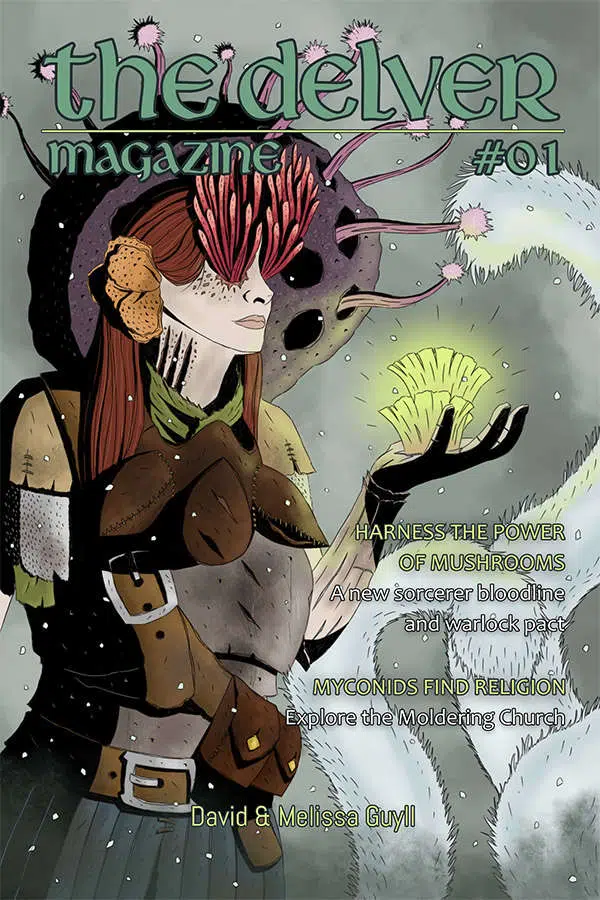 the delver
magazine #01
HARNESS THE POWER
OF MUSHROOMS
A new sorcerer bloodline
and warlock pact
MYCONIDS FIND RELIGION
Explore the Moldering Church
David & Melissa Guyll